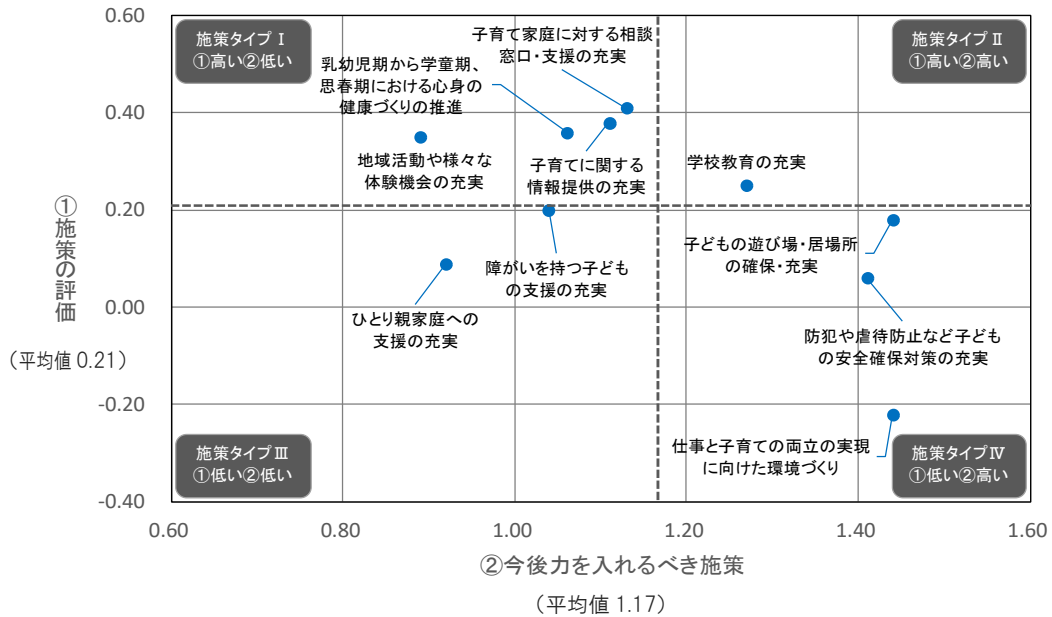 0.60
0.40
0.20
0.00
-0.20
-0.40
①施策の評価
（平均値 0.21）
施策タイプⅠ
①高い②低い
施策タイプⅡ
①高い②高い
子育て家庭に対する相談
窓口・支援の充実
乳幼児期から学童期、
思春期における心身の
健康づくりの推進
地域活動や様々な
体験機会の充実
子育てに関する
情報提供の充実
学校教育の充実
子どもの遊び場・居場所
の確保・充実
障がいを持つ子ども
の支援の充実
ひとり親家庭への
支援の充実
防犯や虐待防止など子ども
の安全確保対策の充実
仕事と子育ての両立の実現
に向けた環境づくり
施策タイプⅢ
①低い②低い
施策タイプⅣ
①低い②高い
0.60
0.80
1.00
1.20
1.40
1.60
②今後力を入れるべき施策
（平均値 1.17）